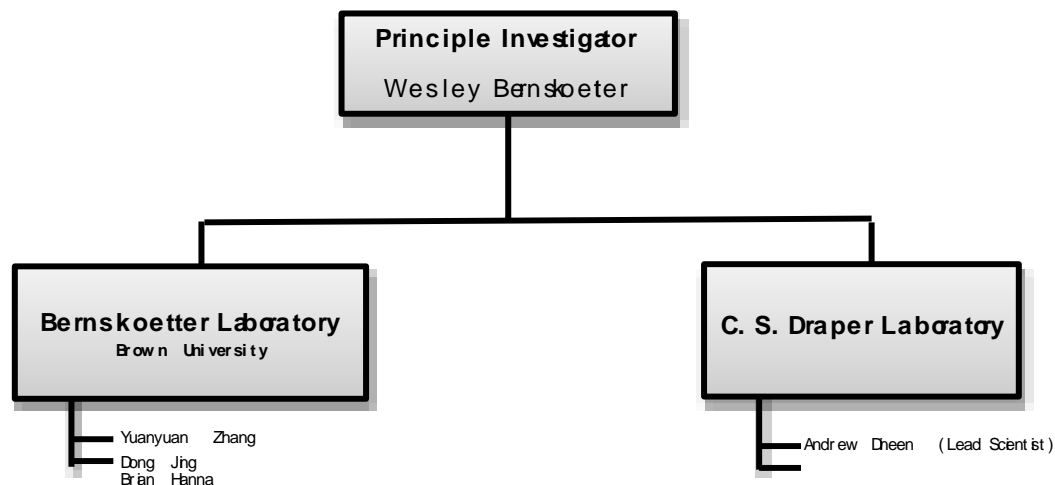 Principle Investigator
Wesley Bernskoeter
Bernskoetter Laboratory
Brown University
C. S. Draper Laboratory
Yuanyuan Zhang
Dong Jing
Brian Hanna
Andrew Dheen (Lead Scientist)